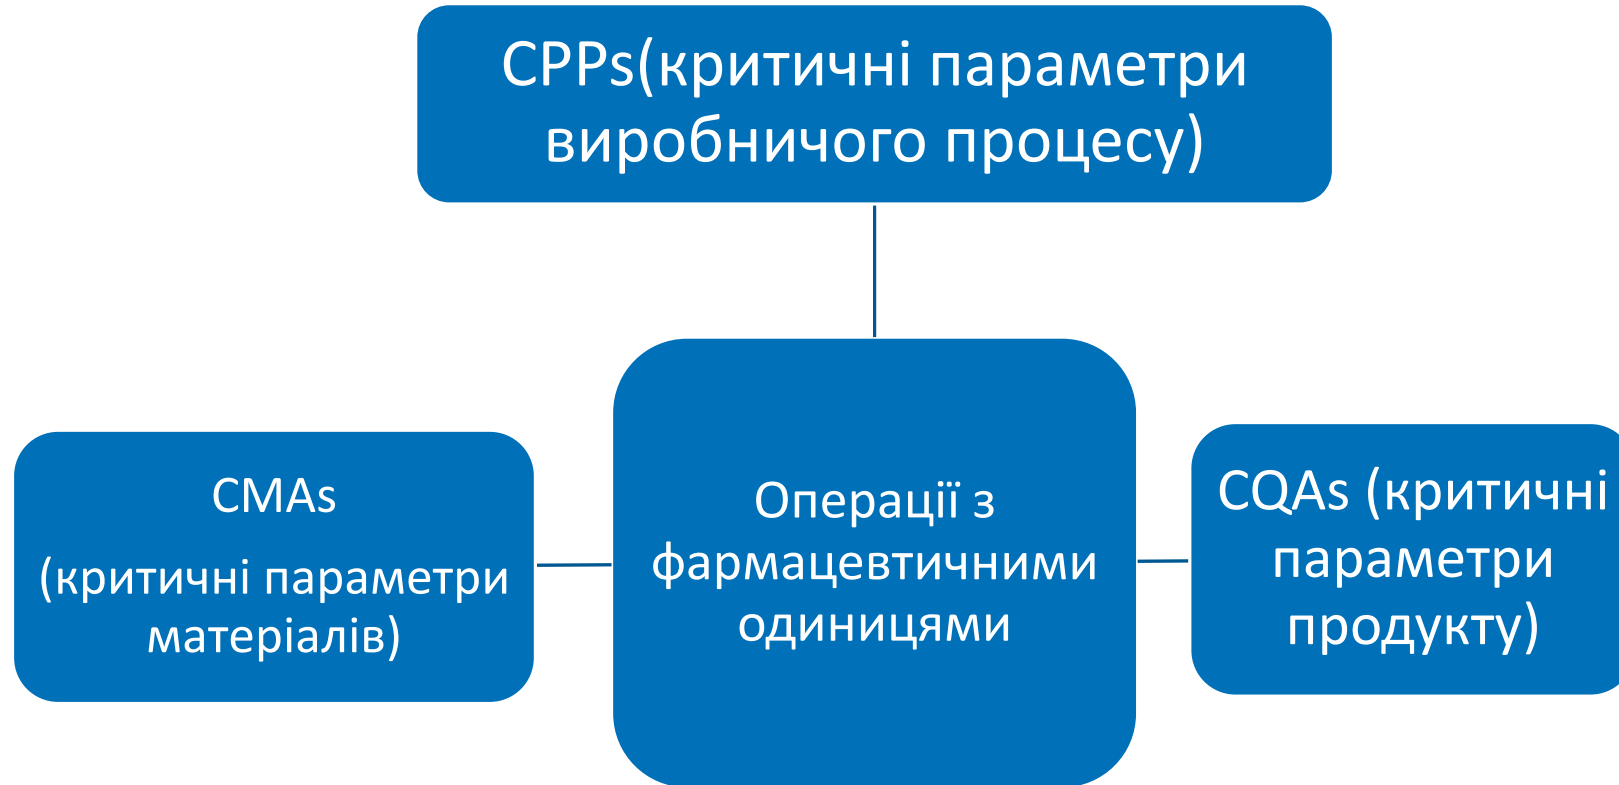 CPPs(критичні параметри
виробничого процесу)
CMAs
(критичні параметри
матеріалів)
Операції з
фармацевтичними
одиницями
CQAs (критичні
параметри
продукту)